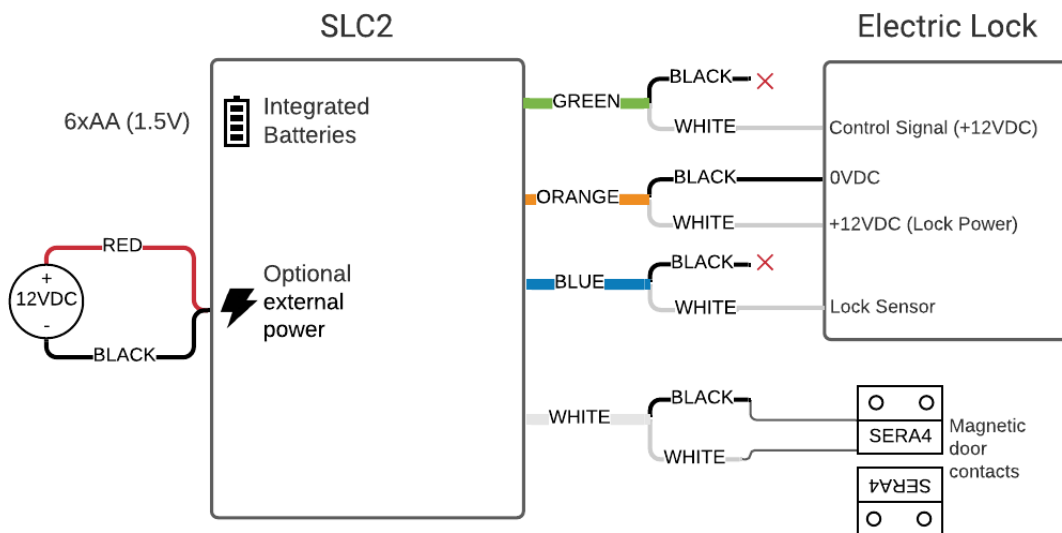 SLC2
Electric Lock
6xAA (1.5V)
Integrated
Batteries
GREEN
BLACK
WHITE
Control Signal (+12VDC)
ORANGE
BLACK
0VDC
WHITE
+12VDC (Lock Power)
RED
+
12VDC
-
BLACK
Optional
external
power
BLUE
BLACK
WHITE
Lock Sensor
WHITE
BLACK
WHITE
SERA4
Magnetic
door
contacts
SERA4